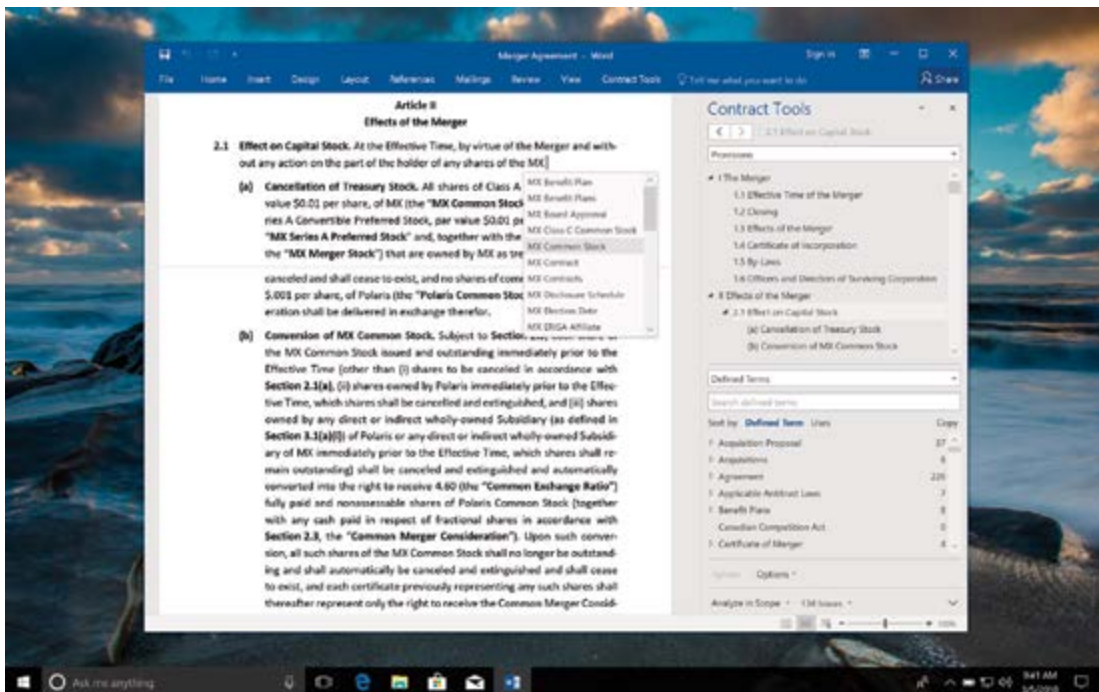 Merger Agreement - Word
Sign in
File Home Insert Design Layout References Mailings Review View Contract Tools Tell me what you want to do Share
Article II
Effects of the Merger
2.1 Effect on Capital Stock. At the Effective Time, by virtue of the Merger and with-
out any action on the part of the holder of any shares of the MX
(a) Cancellation of Treasury Stock. All shares of Class A
value $0.01 per share, of MX (the "MX Common Stock
ries A Convertible Preferred Stock, par value $0.01 pe
"MX Series A Preferred Stock" and, together with the
the "MX Merger Stock") that are owned by MX as tre
canceled and shall cease to exist, and no shares of com
$.001 per share, of Polaris (the "Polaris Common Stoc
eration shall be delivered in exchange therefor.
(b) Conversion of MX Common Stock. Subject to Section
the MX Common Stock issued and outstanding immediately prior to the
Effective Time (other than (i) shares to be canceled in accordance with
Section 2.1(a), (ii) shares owned by Polaris immediately prior to the Effec-
tive Time, which shares shall be cancelled and extinguished, and (iii) shares
owned by any direct or indirect wholly-owned Subsidiary (as defined in
Section 3.1(a)(i)) of Polaris or any direct or indirect wholly-owned Subsidi-
ary of MX immediately prior to the Effective Time, which shares shall re-
main outstanding) shall be canceled and extinguished and automatically
converted into the right to receive 4.60 (the "Common Exchange Ratio")
fully paid and nonassessable shares of Polaris Common Stock (together
with any cash paid in respect of fractional shares in accordance with
Section 2.3, the "Common Merger Consideration"). Upon such conver-
sion, all such shares of the MX Common Stock shall no longer be outstand-
ing and shall automatically be canceled and extinguished and shall cease
to exist, and each certificate previously representing any such shares shall
thereafter represent only the right to receive the Common Merger Consid-
MX Benefit Plan
MX Benefit Plans
MX Board Approval
MX Class C Common Stock
MX Common Stock
MX Contract
MX Contracts
MX Disclosure Schedule
MX Election Date
MX ERISA Affiliate
Contract Tools
2.1 Effect on Capital Stock
Provisions
I The Merger
1.1 Effective Time of the Merger
1.2 Closing
1.3 Effects of the Merger
1.4 Certificate of Incorporation
1.5 By-Laws
1.6 Officers and Directors of Surviving Corporation
II Effects of the Merger
2.1 Effect on Capital Stock
(a) Cancellation of Treasury Stock
(b) Conversion of MX Common Stock
Defined Terms
Search defined terms
Sort by Defined Term Uses Copy
Acquisition Proposal 37
Acquisitions 6
Agreement 226
Applicable Antitrust Laws 7
Benefit Plans 8
Canadian Competition Act 0
Certificate of Merger 4
Options
Analyze in Scope 134 Issues
100%
Ask me anything
9:41 AM